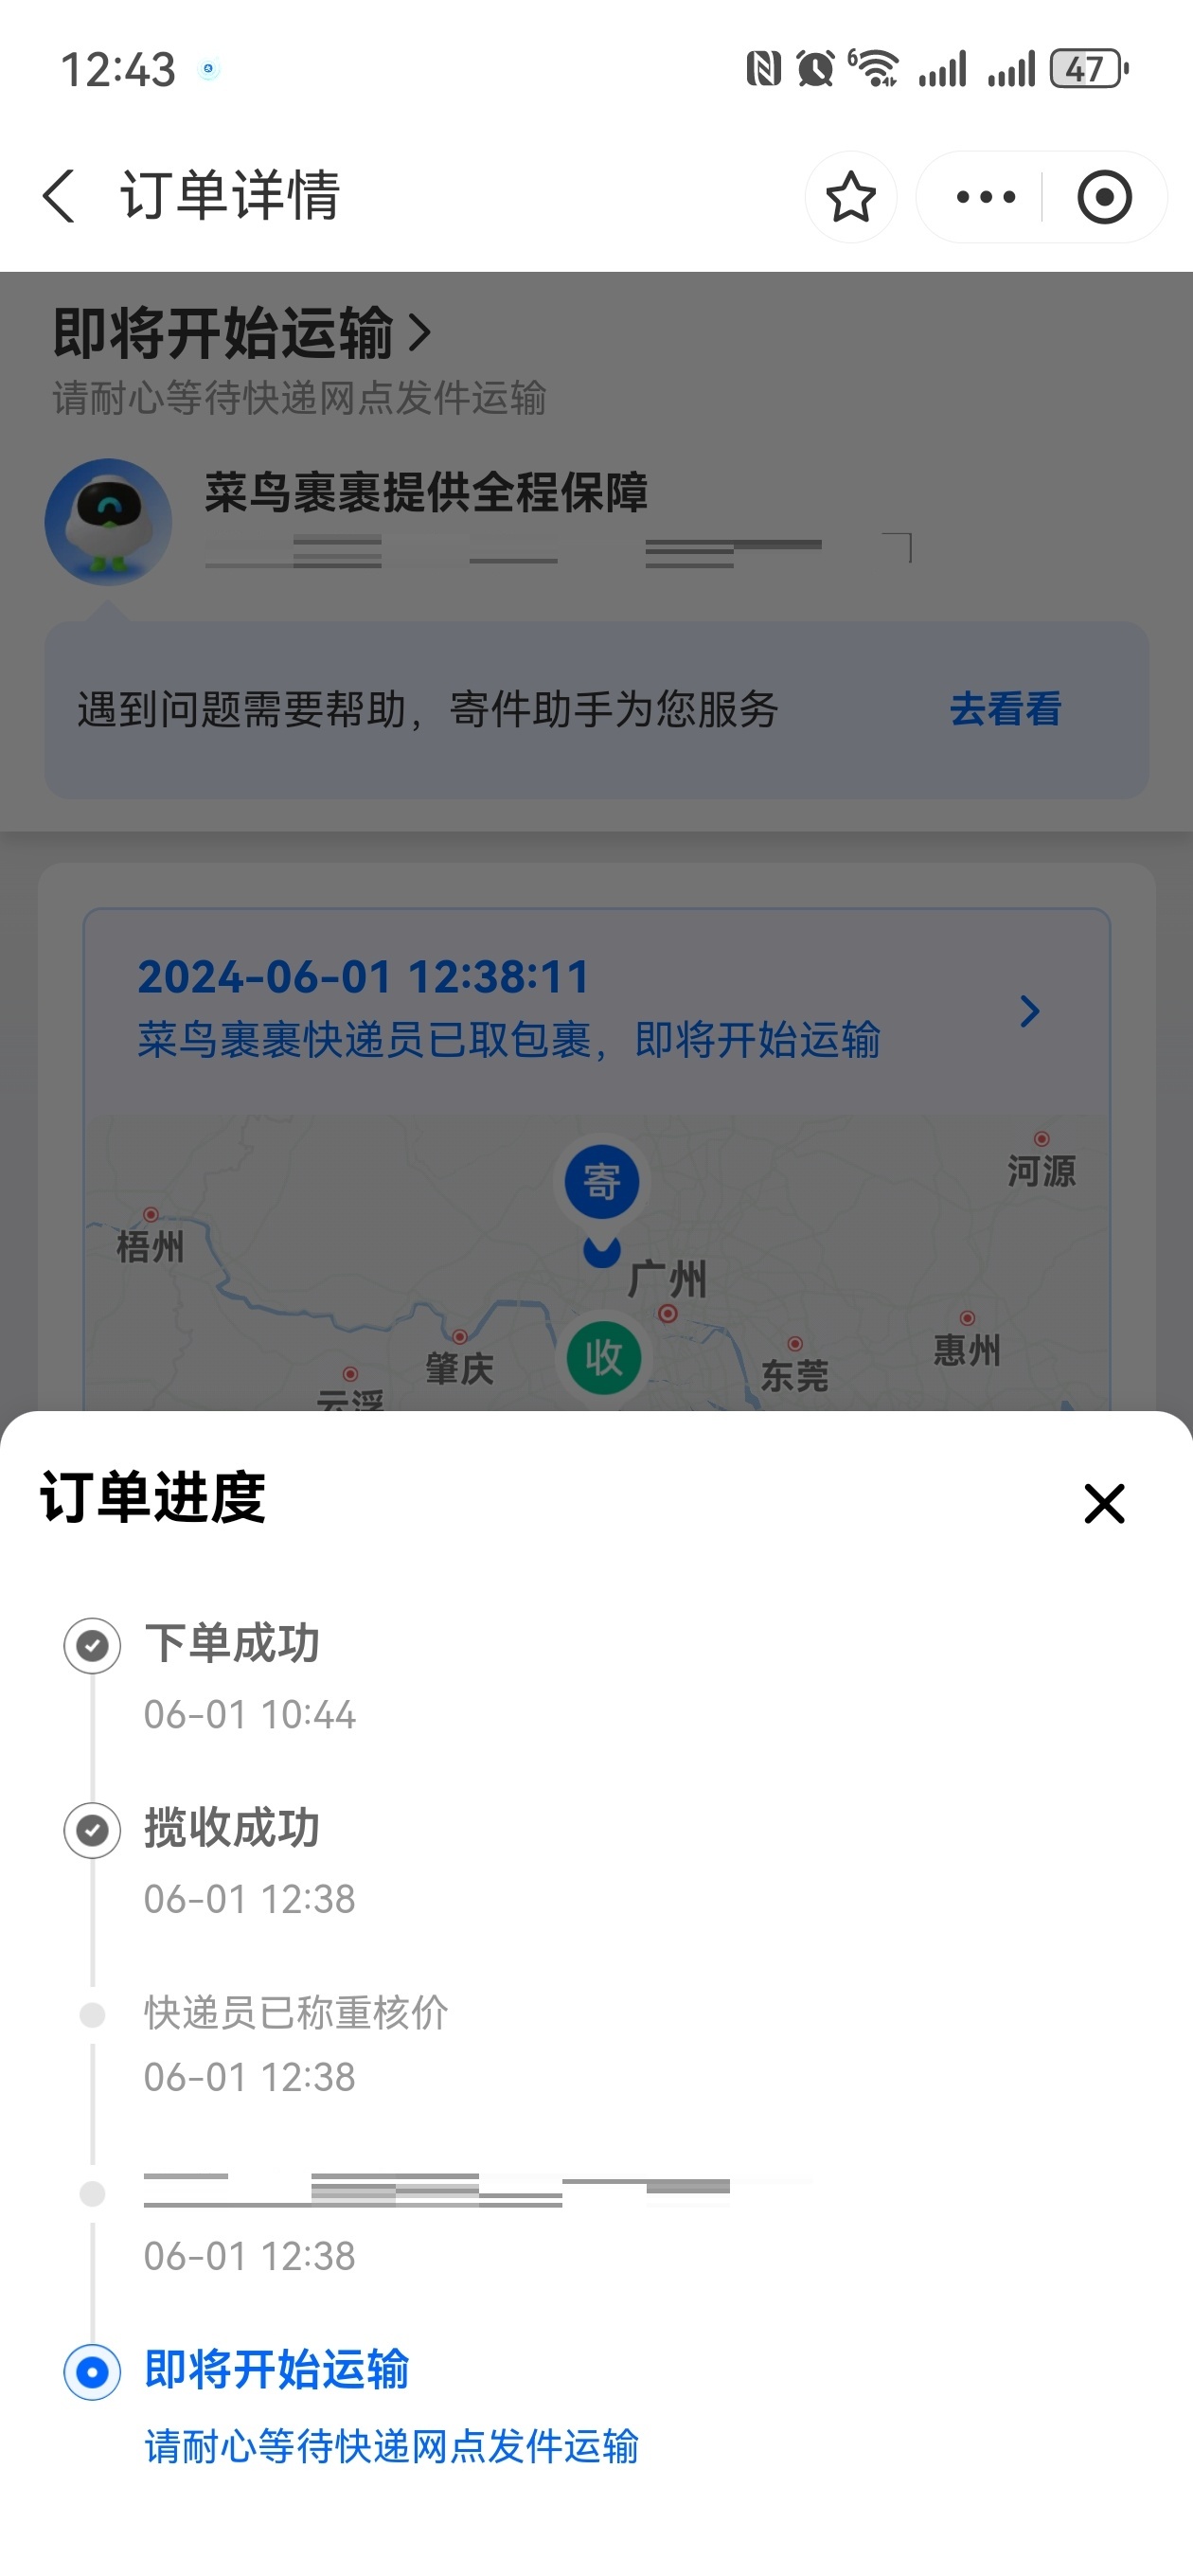 12:43
6
47
订单详情
即将开始运输
请耐心等待快递网点发件运输
菜鸟裹裹提供全程保障
遇到问题需要帮助，寄件助手为您服务
去看看
2024-06-01 12:38:11
菜鸟裹裹快递员已取包裹，即将开始运输
寄
河源
梧州
广州
收
肇庆
东莞
惠州
云浮
订单进度
下单成功
06-01 10:44
揽收成功
06-01 12:38
快递员已称重核价
06-01 12:38
06-01 12:38
即将开始运输
请耐心等待快递网点发件运输